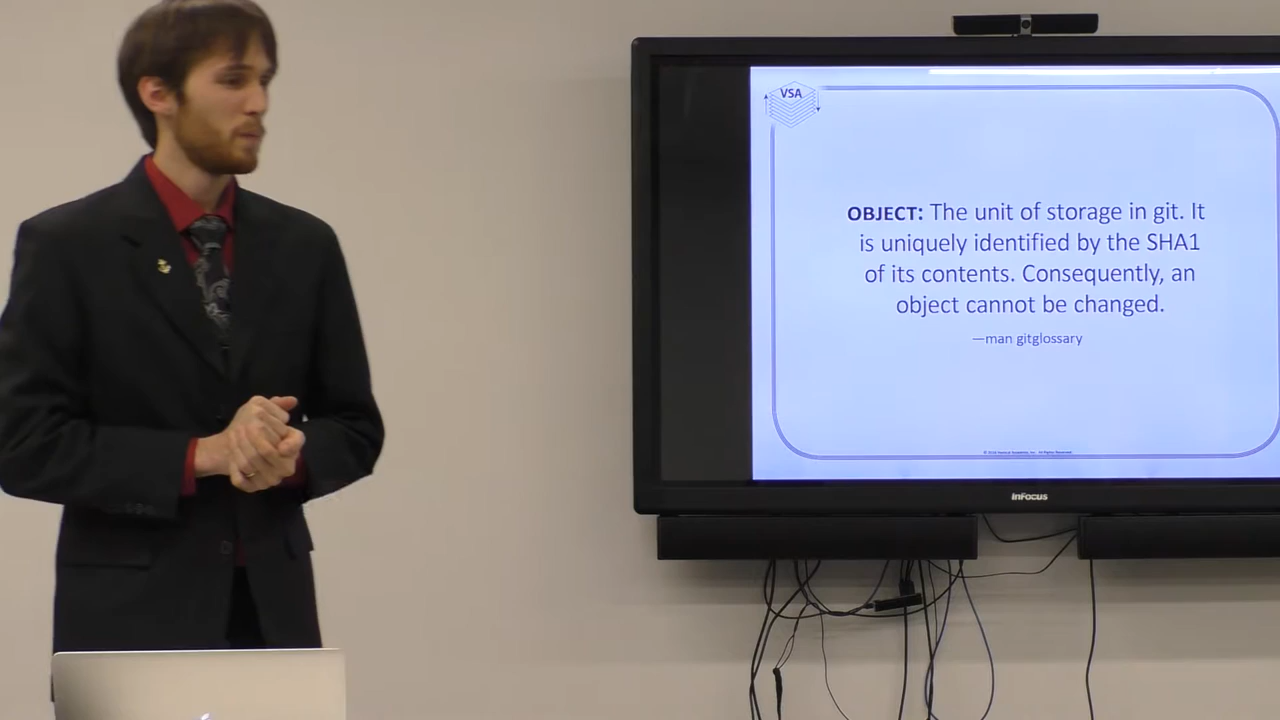 VSA
OBJECT: The unit of storage in git. It
is uniquely identified by the SHA1
of its contents. Consequently, an
object cannot be changed.
—man gitglossary
InFocus